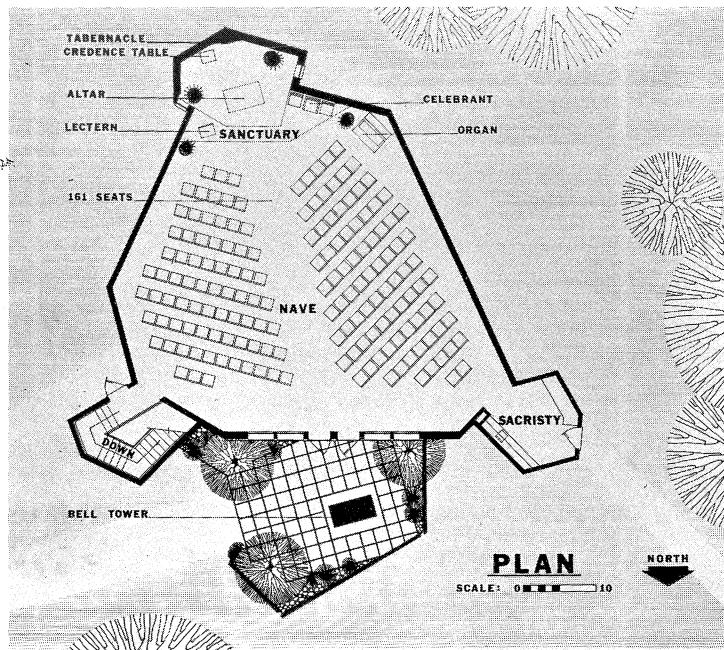 TABERNACLE
CREDENCE TABLE
ALTAR
CELEBRANT
LECTERN
SANCTUARY
ORGAN
161 SEATS
NAVE
SACRISTY
DOWN
BELL TOWER
PLAN
NORTH
SCALE: 0 10